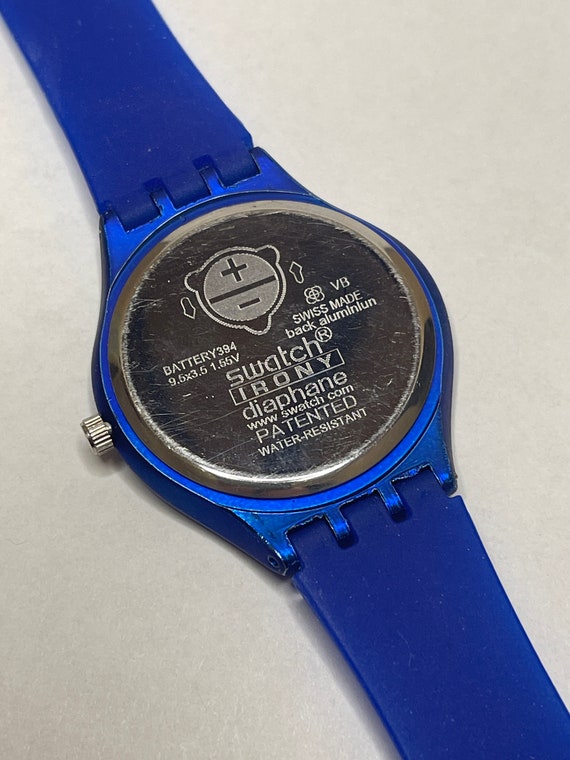 +
-
VB
SWISS MADE
back aluminiun
BATTERY394
9.5x3.5 1.55V
swatch®
IRONY
diaphane
www swatch com
PATENTED
WATER-RESISTANT